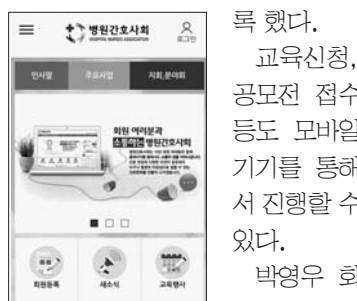 병원간호사회
HOSPITAL NURSES ASSOCIATION
로그인
인사말 주요사업 지회,분야회
회원 여러분과
소통하는 병원간호사회
회원등록 새소식 교육행사
록 했다.
교육신청,
공모전 접수
등도 모바일
기기를 통해
서 진행할 수
있다.
박영우 회